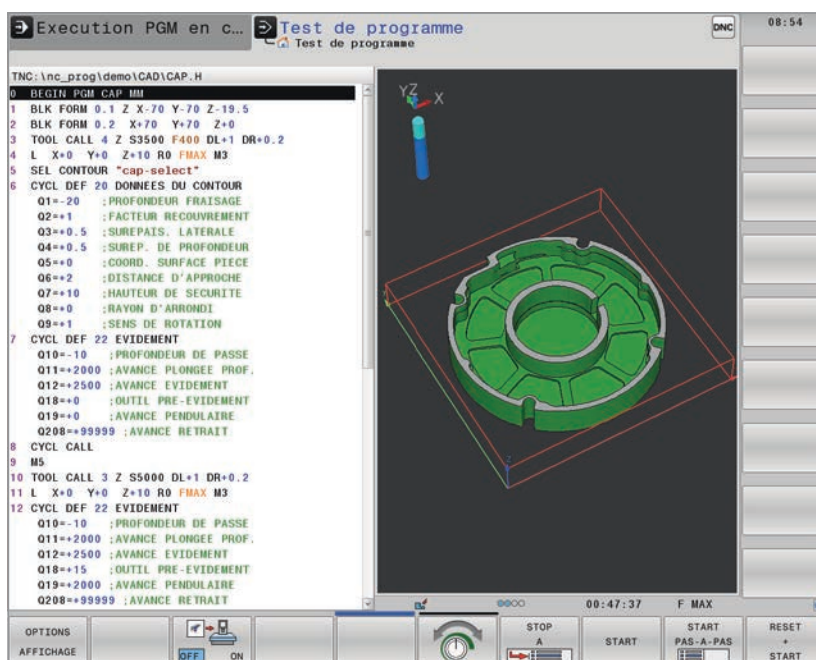 Execution PGM en c...
Test de programme
Test de programme
DNC
08:54
TNC:\nc_prog\demo\CAD\CAP.H
0 BEGIN PGM CAP MM
1 BLK FORM 0.1 Z X-70 Y-70 Z-19.5
2 BLK FORM 0.2 X+70 Y+70 Z+0
3 TOOL CALL 4 Z S3500 F400 DL+1 DR+0.2
4 L X+0 Y+0 Z+10 R0 FMAX M3
5 SEL CONTOUR "cap-select"
6 CYCL DEF 20 DONNEES DU CONTOUR
Q1=-20 ;PROFONDEUR FRAISAGE
Q2=+1 ;FACTEUR RECOUVREMENT
Q3=+0.5 ;SUREPAIS. LATERALE
Q4=+0.5 ;SUREP. DE PROFONDEUR
Q5=+0 ;COORD. SURFACE PIECE
Q6=+2 ;DISTANCE D'APPROCHE
Q7=+10 ;HAUTEUR DE SECURITE
Q8=+0 ;RAYON D'ARRONDI
Q9=+1 ;SENS DE ROTATION
7 CYCL DEF 22 EVIDEMENT
Q10=-10 ;PROFONDEUR DE PASSE
Q11=+2000 ;AVANCE PLONGEE PROF.
Q12=+2500 ;AVANCE EVIDEMENT
Q18=+0 ;OUTIL PRE-EVIDEMENT
Q19=+0 ;AVANCE PENDULAIRE
Q208=+99999 ;AVANCE RETRAIT
8 CYCL CALL
9 M5
10 TOOL CALL 3 Z S5000 DL+1 DR+0.2
11 L X+0 Y+0 Z+10 R0 FMAX M3
12 CYCL DEF 22 EVIDEMENT
Q10=-10 ;PROFONDEUR DE PASSE
Q11=+2000 ;AVANCE PLONGEE PROF.
Q12=+2500 ;AVANCE EVIDEMENT
Q18=+15 ;OUTIL PRE-EVIDEMENT
Q19=+2000 ;AVANCE PENDULAIRE
Q208=+99999 ;AVANCE RETRAIT
YZ X
Z
00:47:37 F MAX
OPTIONS
AFFICHAGE
OFF ON
STOP
A
START
START
PAS-A-PAS
RESET
+
START